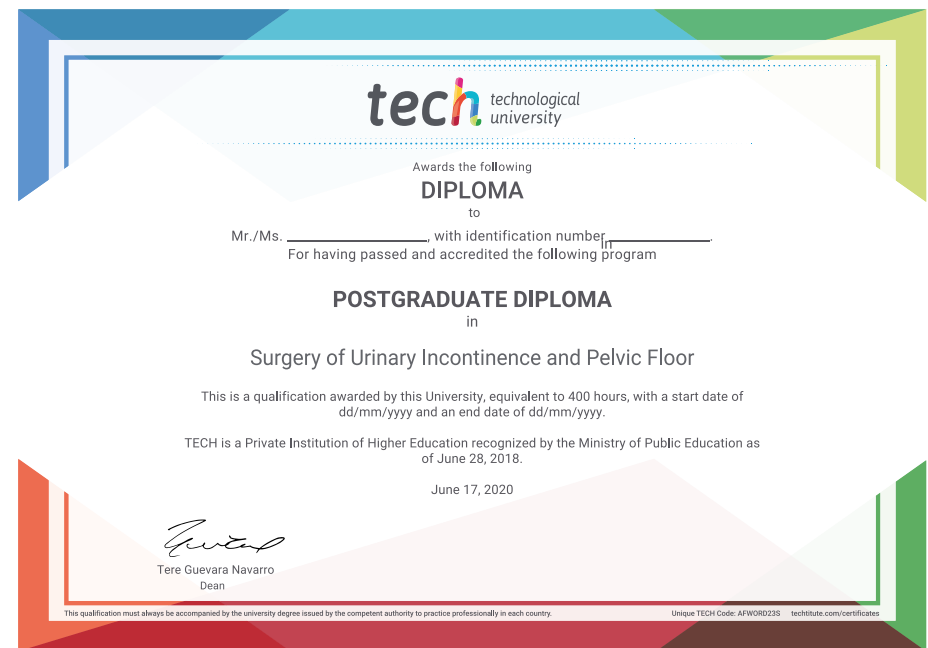 tech technological
university
Awards the following
DIPLOMA
to
Mr./Ms. ____________, with identification number ____________.
In
For having passed and accredited the following program
POSTGRADUATE DIPLOMA
in
Surgery of Urinary Incontinence and Pelvic Floor
This is a qualification awarded by this University, equivalent to 400 hours, with a start date of
dd/mm/yyyy and an end date of dd/mm/yyyy.
TECH is a Private Institution of Higher Education recognized by the Ministry of Public Education as
of June 28, 2018.
June 17, 2020
Tere Guevara Navarro
Dean
This qualification must always be accompanied by the university degree issued by the competent authority to practice professionally in each country.
Unique TECH Code: AFWORD23S techtitute.com/certificates